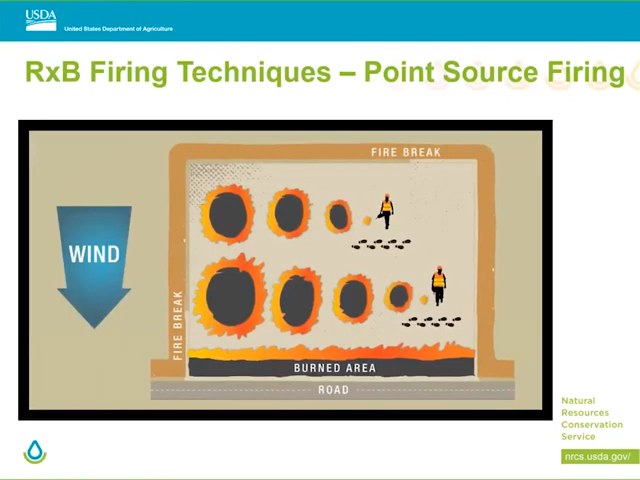 USDA
United States Department of Agriculture
RxB Firing Techniques – Point Source Firing
FIRE BREAK
WIND
FIRE BREAK
BURNED AREA
ROAD
Natural
Resources
Conservation
Service
nrcs.usda.gov/